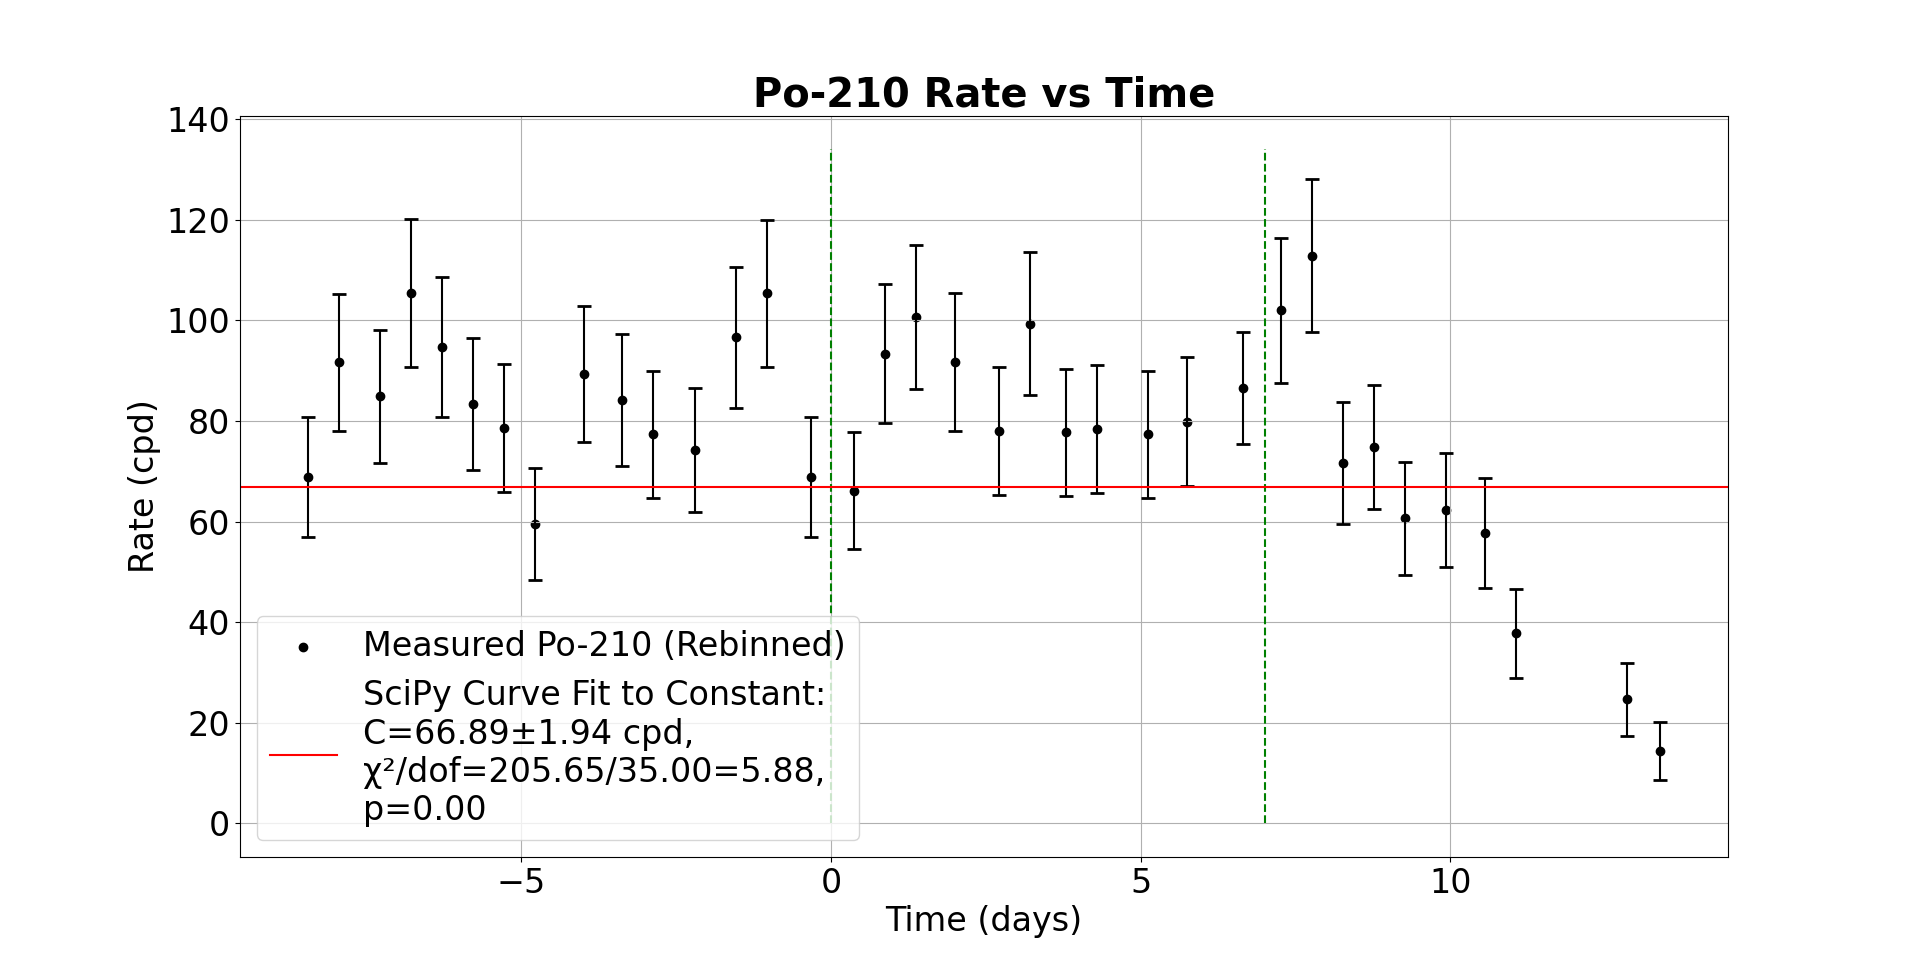 Po-210 Rate vs Time
140
120
100
80
60
40
20
0
Rate (cpd)
Measured Po-210 (Rebinned)
SciPy Curve Fit to Constant:
C=66.89±1.94 cpd,
χ²/dof=205.65/35.00=5.88,
p=0.00
−5
0
5
10
Time (days)